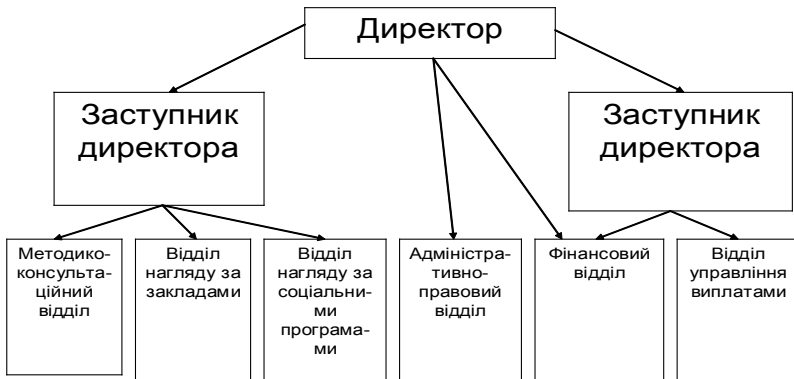 Директор
Заступник
директора
Заступник
директора
Методико-
консульта-
ційний
відділ
Відділ
нагляду за
закладами
Відділ
нагляду за
соціальни-
ми
програма-
ми
Адміністра-
тивно-
правовий
відділ
Фінансовий
відділ
Відділ
управління
виплатами